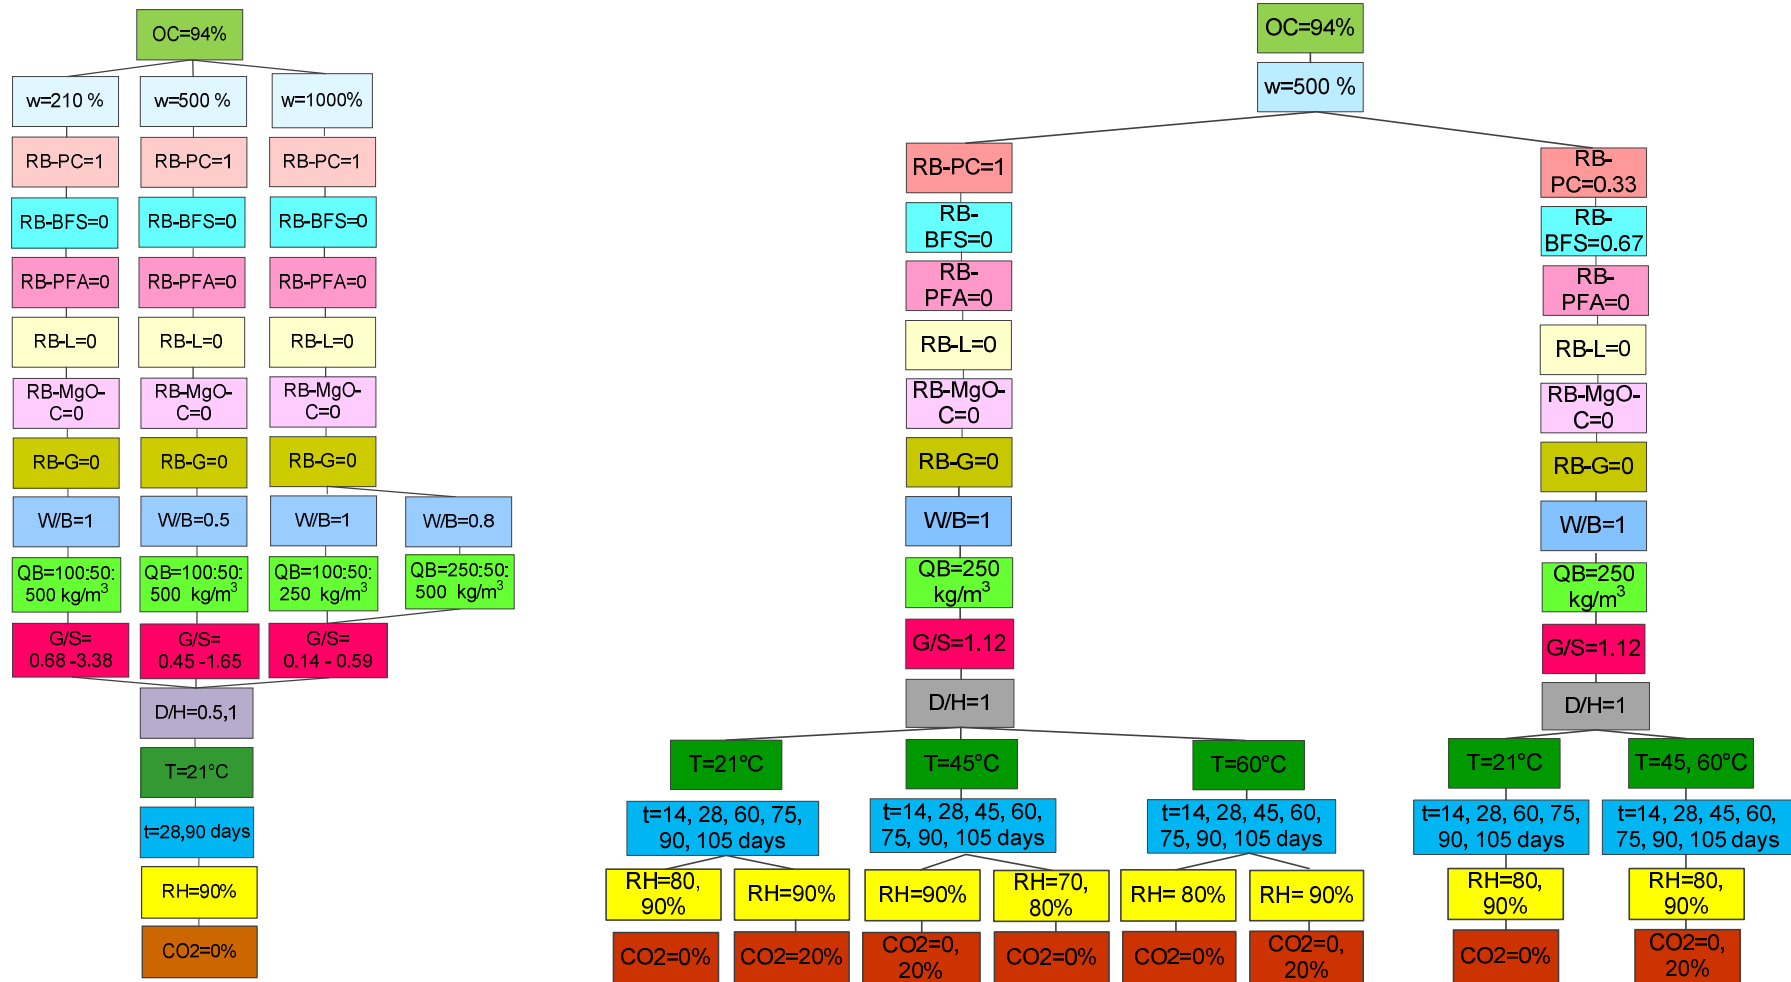 OC=94%
w=210 %
w=500 %
w=1000%
RB-PC=1
RB-PC=1
RB-PC=1
RB-BFS=0
RB-BFS=0
RB-BFS=0
RB-PFA=0
RB-PFA=0
RB-PFA=0
RB-L=0
RB-L=0
RB-L=0
RB-MgO-
C=0
RB-MgO-
C=0
RB-MgO-
C=0
RB-G=0
RB-G=0
RB-G=0
W/B=1
W/B=0.5
W/B=1
W/B=0.8
QB=100:50:
500 kg/m³
QB=100:50:
500 kg/m³
QB=100:50:
250 kg/m³
QB=250:50:
500 kg/m³
G/S=
0.68-3.38
G/S=
0.45-1.65
G/S=
0.14 - 0.59
D/H=0.5,1
T=21°C
t=28,90 days
RH=90%
CO2=0%
OC=94%
w=500 %
RB-PC=1
RB-
BFS=0
RB-
PFA=0
RB-L=0
RB-MgO-
C=0
RB-G=0
W/B=1
QB=250
kg/m³
G/S=1.12
D/H=1
T=21°C
T=45°C
T=60°C
t=14, 28, 60, 75,
90, 105 days
t=14, 28, 45, 60,
75, 90, 105 days
t=14, 28, 45, 60,
75, 90, 105 days
RH=80,
90%
RH=90%
RH=90%
RH=70,
80%
RH= 80%
RH= 90%
CO2=0%
CO2=20%
CO2=0,
20%
CO2=0%
CO2=0%
CO2=0,
20%
RB-
PC=0.33
RB-
BFS=0.67
RB-
PFA=0
RB-L=0
RB-MgO-
C=0
RB-G=0
W/B=1
QB=250
kg/m³
G/S=1.12
D/H=1
T=21°C
T=45, 60°C
t=14, 28, 60, 75,
90, 105 days
t=14, 28, 45, 60,
75, 90, 105 days
RH=80,
90%
RH=80,
90%
CO2=0%
CO2=0,
20%